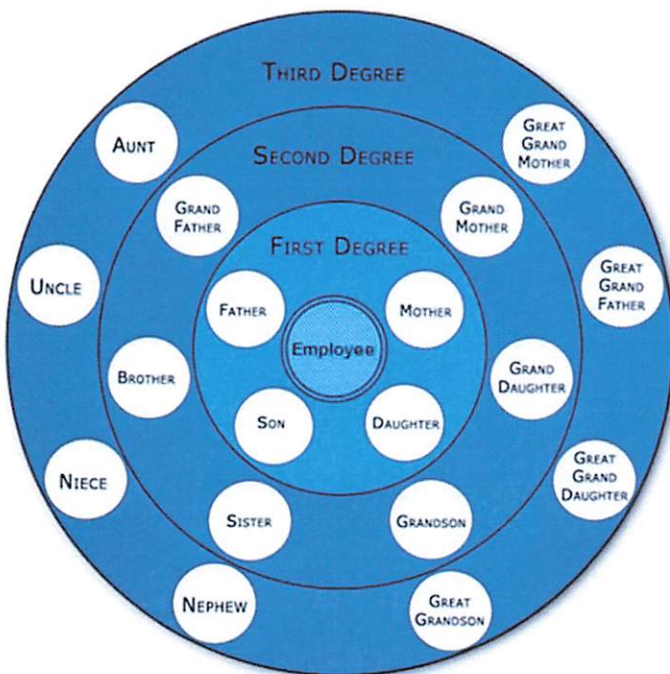 THIRD DEGREE
AUNT
GREAT
GRAND
MOTHER
SECOND DEGREE
GRAND
FATHER
GRAND
MOTHER
FIRST DEGREE
UNCLE
GREAT
GRAND
FATHER
FATHER
MOTHER
Employee
BROTHER
GRAND
DAUGHTER
SON
DAUGHTER
NIECE
GREAT
GRAND
DAUGHTER
SISTER
GRANDSON
NEPHEW
GREAT
GRANDSON